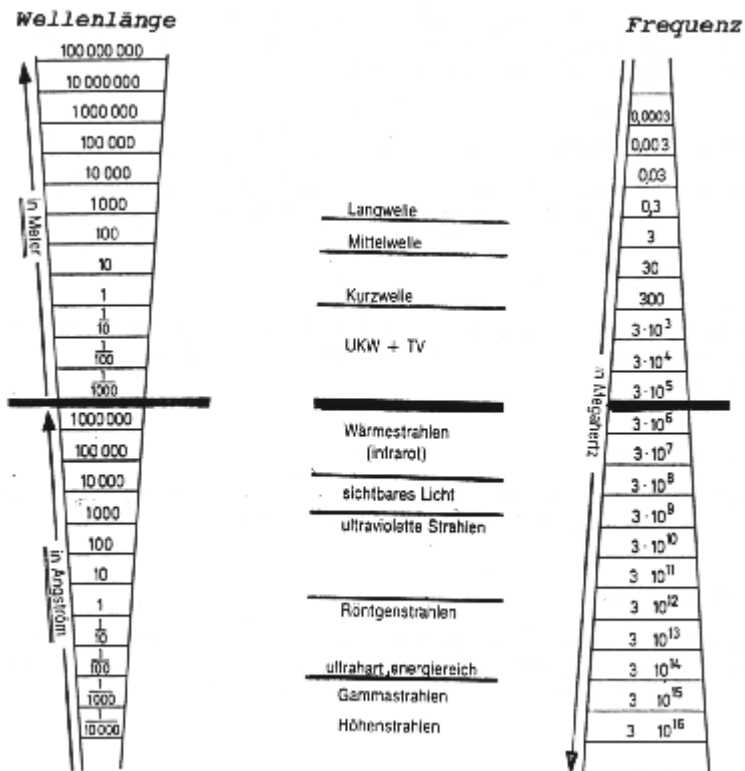 Wellenlänge
100 000 000
10 000 000
1 000 000
100 000
10 000
1000
100
10
1
1/10
1/100
1/1000
in Meter
1 000 000
100 000
10 000
1000
100
10
1
1/10
1/100
1/1000
1/10 000
in Angström
Langwelle
Mittelwelle
Kurzwelle
UKW + TV
Wärmestrahlen
(infrarot)
sichtbares Licht
ultraviolette Strahlen
Röntgenstrahlen
ultrahart, energiereich
Gammastrahlen
Höhenstrahlen
Frequenz
0,0003
0,003
0,03
0,3
3
30
300
3·10³
3·10⁴
3·10⁵
3·10⁶
3·10⁷
3·10⁸
3·10⁹
3·10¹⁰
3 10¹¹
3 10¹²
3 10¹³
3 10¹⁴
3 10¹⁵
3 10¹⁶
in Megahertz